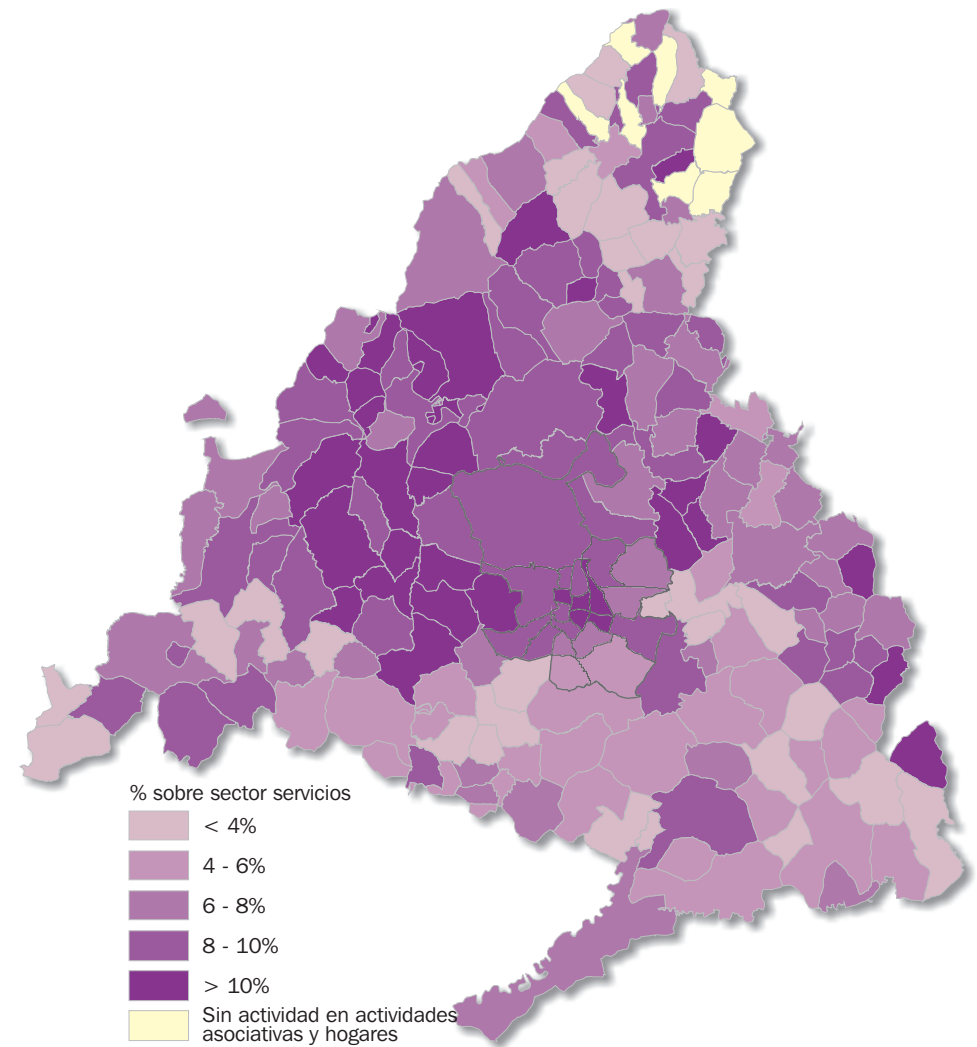 % sobre sector servicios
< 4%
4 - 6%
6 - 8%
8 - 10%
> 10%
Sin actividad en actividades
asociativas y hogares